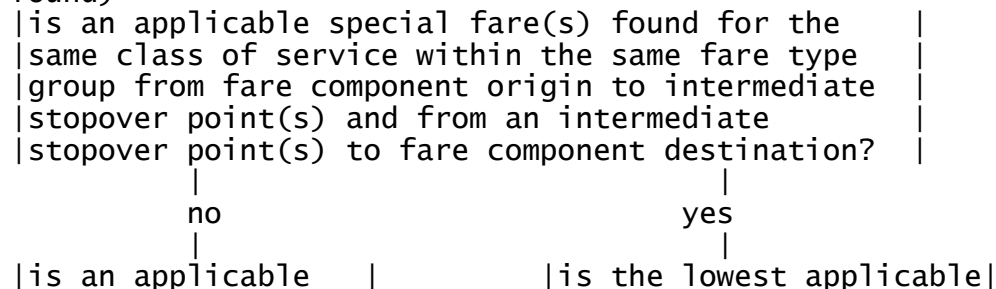 |is an applicable special fare(s) found for the |
|same class of service within the same fare type |
|group from fare component origin to intermediate |
|stopover point(s) and from an intermediate |
|stopover point(s) to fare component destination? |
| |
no yes
| |
|is an applicable | |is the lowest applicable|